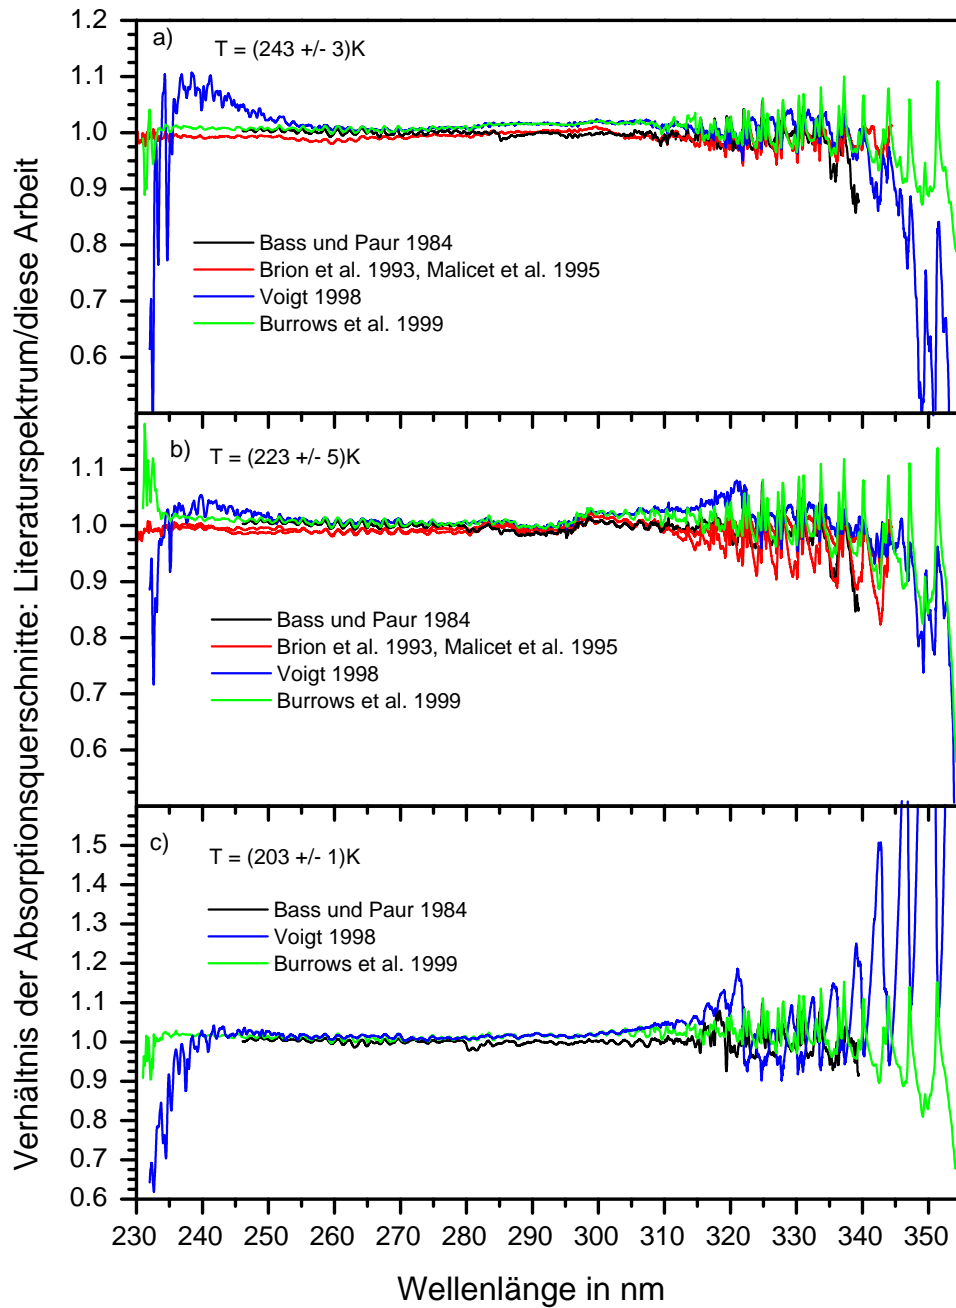 Verhältnis der Absorptionsquerschnitte: Literaturspektrum/diese Arbeit
1.2
a)
T = (243 +/- 3)K
1.1
1.0
0.9
0.8
0.7
0.6
Bass und Paur 1984
Brion et al. 1993, Malicet et al. 1995
Voigt 1998
Burrows et al. 1999
b)
T = (223 +/- 5)K
1.1
1.0
0.9
0.8
0.7
0.6
Bass und Paur 1984
Brion et al. 1993, Malicet et al. 1995
Voigt 1998
Burrows et al. 1999
c)
T = (203 +/- 1)K
1.5
1.4
1.3
1.2
1.1
1.0
0.9
0.8
0.7
0.6
Bass und Paur 1984
Voigt 1998
Burrows et al. 1999
230 240 250 260 270 280 290 300 310 320 330 340 350
Wellenlänge in nm